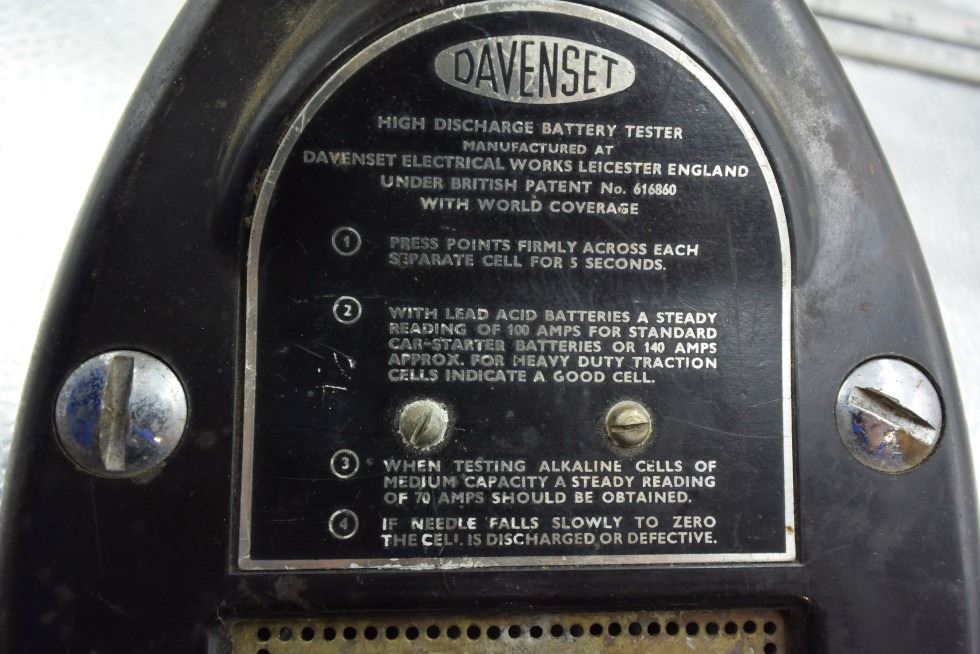 DAVENSET
HIGH DISCHARGE BATTERY TESTER
MANUFACTURED AT
DAVENSET ELECTRICAL WORKS LEICESTER ENGLAND
UNDER BRITISH PATENT No. 616860
WITH WORLD COVERAGE
1 PRESS POINTS FIRMLY ACROSS EACH
SEPARATE CELL FOR 5 SECONDS.
2 WITH LEAD ACID BATTERIES A STEADY
READING OF 100 AMPS FOR STANDARD
CAR-STARTER BATTERIES OR 140 AMPS
APPROX. FOR HEAVY DUTY TRACTION
CELLS INDICATE A GOOD CELL.
3 WHEN TESTING ALKALINE CELLS OF
MEDIUM CAPACITY A STEADY READING
OF 70 AMPS SHOULD BE OBTAINED.
4 IF NEEDLE FALLS SLOWLY TO ZERO
THE CELL IS DISCHARGED OR DEFECTIVE.